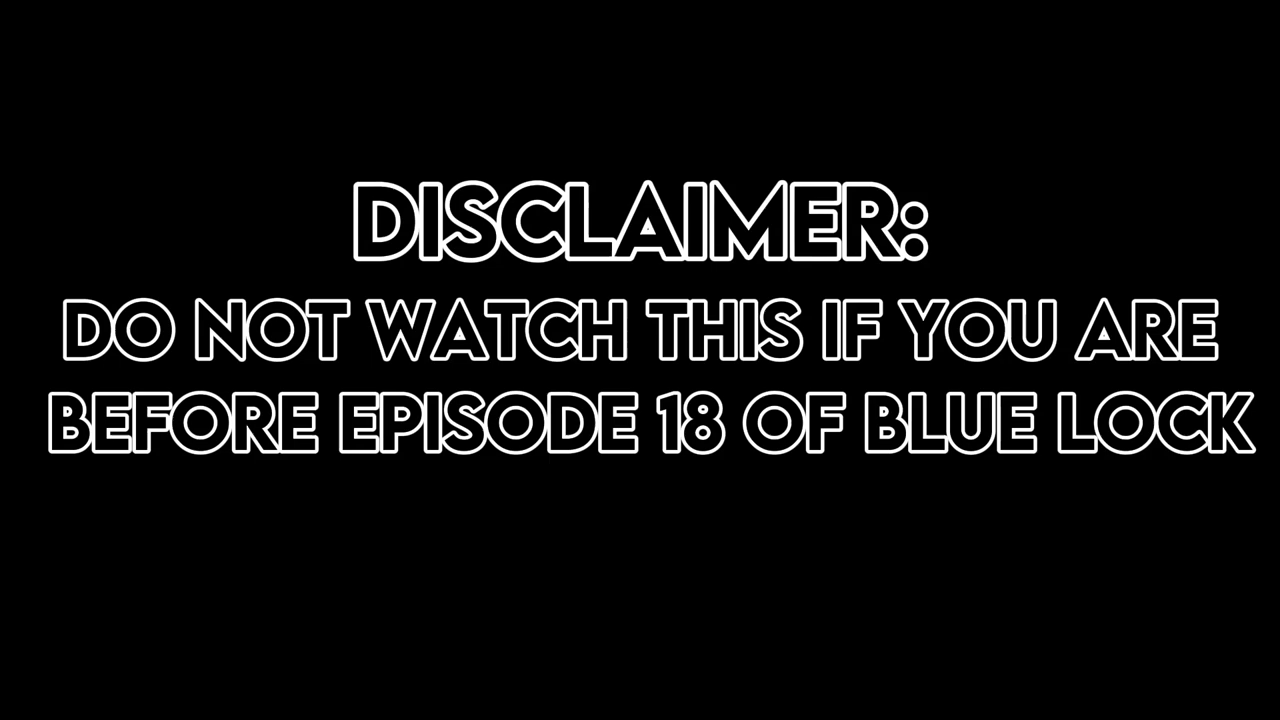 DISCLAIMER:
DO NOT WATCH THIS IF YOU ARE
BEFORE EPISODE 18 OF BLUE LOCK